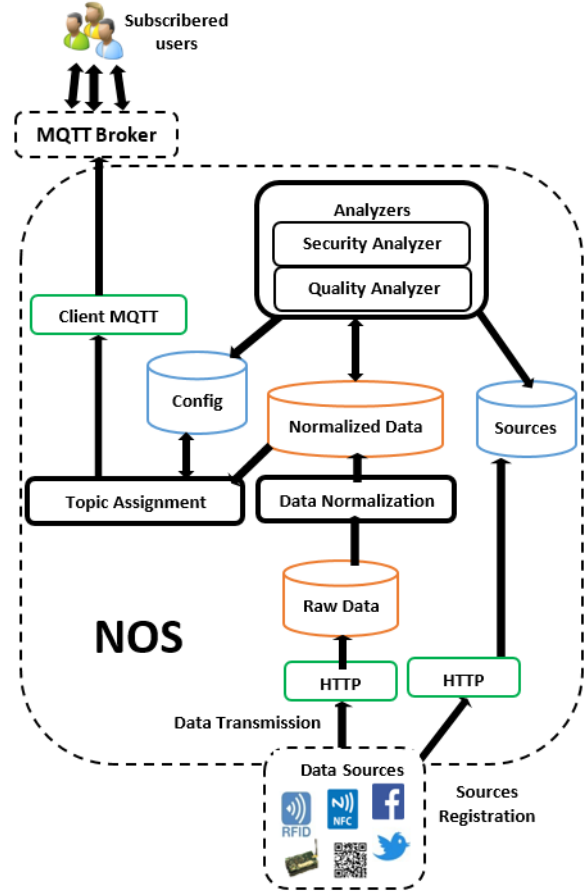 Subscribered
users
MQTT Broker
Analyzers
Security Analyzer
Quality Analyzer
Client MQTT
Config
Normalized Data
Sources
Topic Assignment
Data Normalization
Raw Data
NOS
HTTP
HTTP
Data Transmission
Data Sources
Sources
Registration
RFID
N
NFC
f